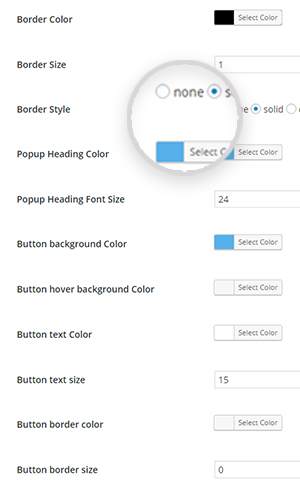 Border Color Select Color
Border Size 1
none s
Border Style solid
Popup Heading Color Select Color
Popup Heading Font Size 24
Button background Color Select Color
Button hover background Color Select Color
Button text Color Select Color
Button text size 15
Button border color Select Color
Button border size 0